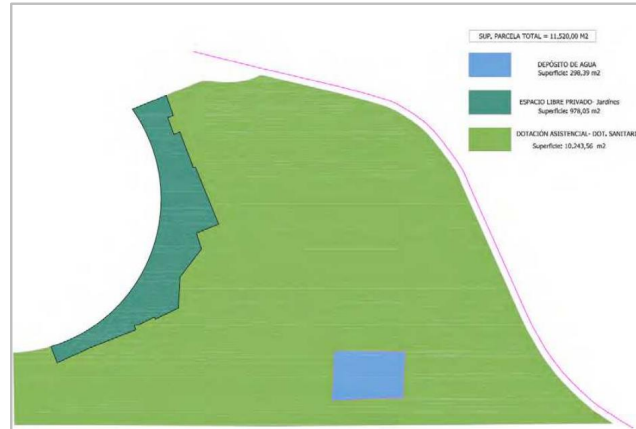 SUP. PARCELA TOTAL = 11.520,00 M2
DEPÓSITO DE AGUA
Superficie: 298,39 m2
ESPACIO LIBRE PRIVADO- Jardines
Superficie: 978,05 m2
DOTACIÓN ASISTENCIAL- DOT. SANITARI
Superficie: 10.243,56 m2